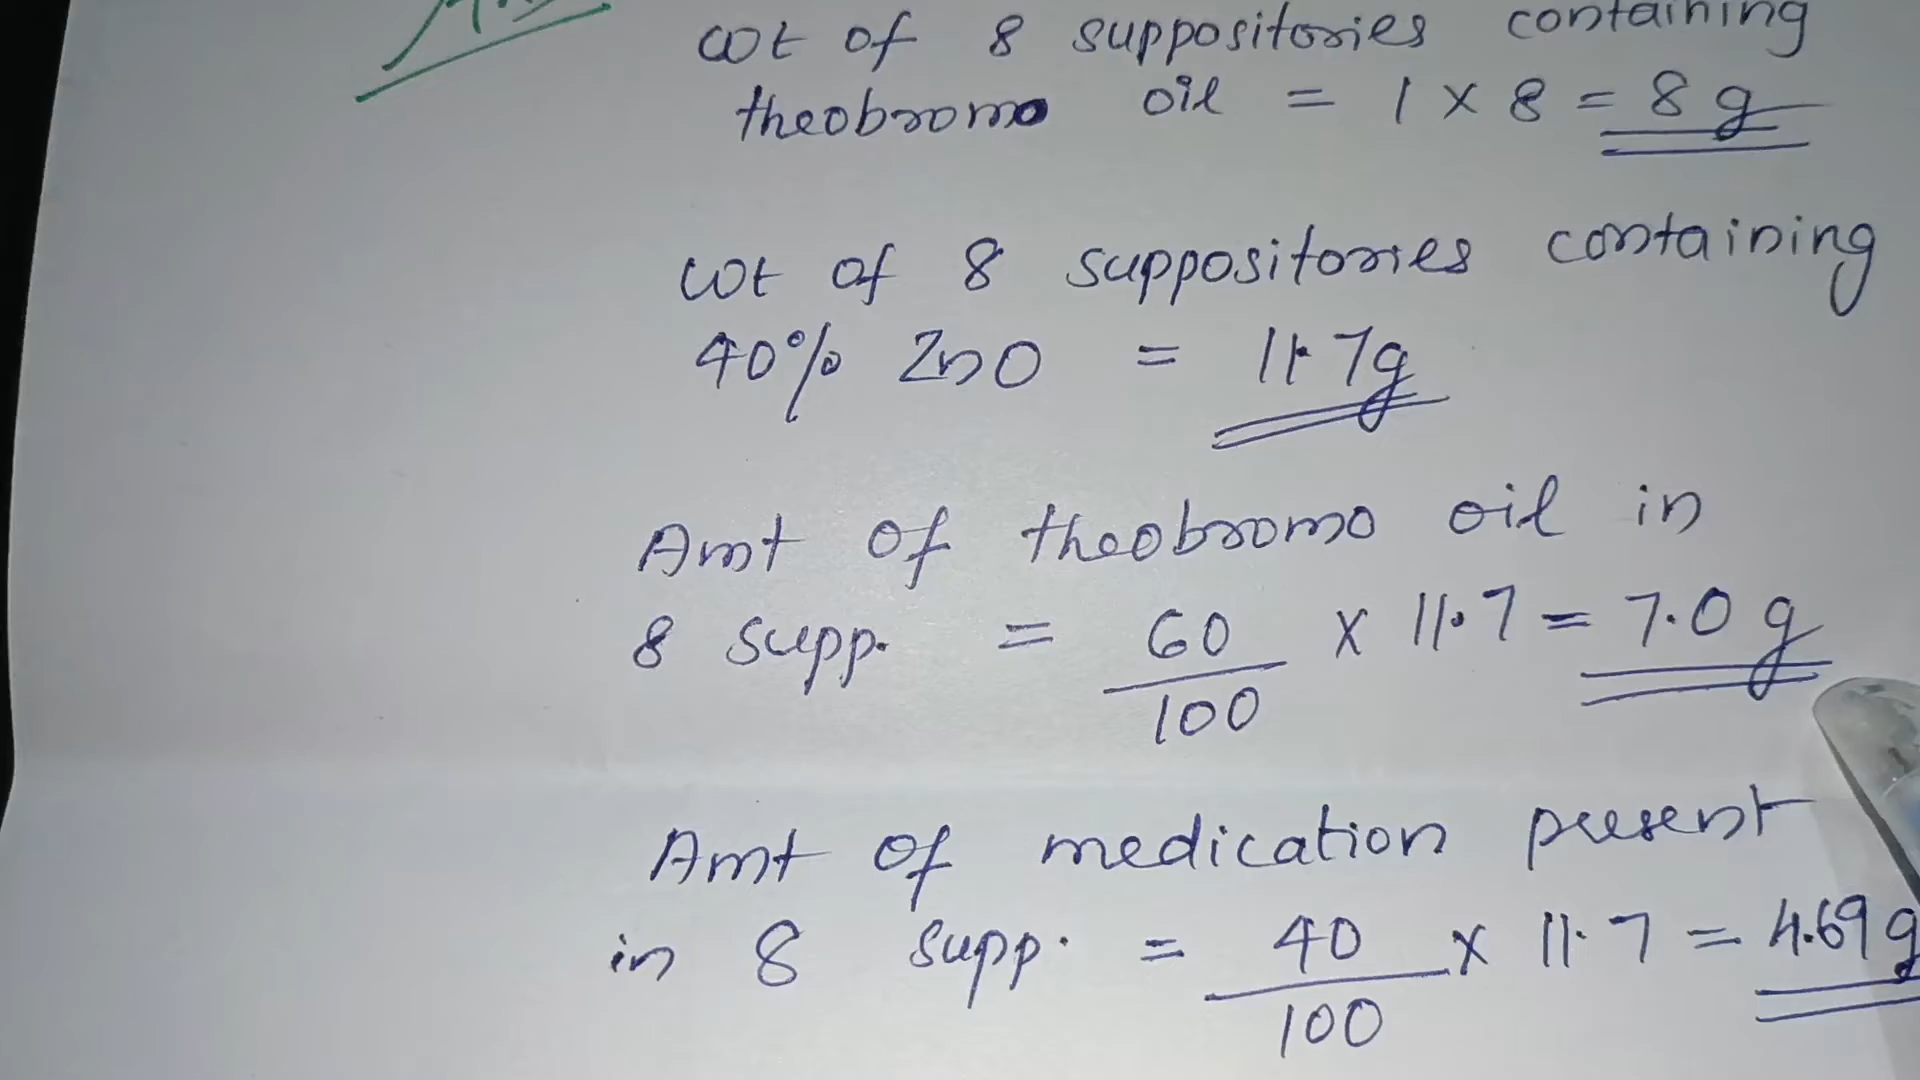 wt of 8 suppositories containing
theobromo oil = 1 x 8 = 8 g
wt of 8 suppositories containing
40% ZnO = 11.7g
Amt of theobromo oil in
8 supp. = 60/100 x 11.7 = 7.0 g
Amt of medication present
in 8 supp. = 40/100 x 11.7 = 4.69 g